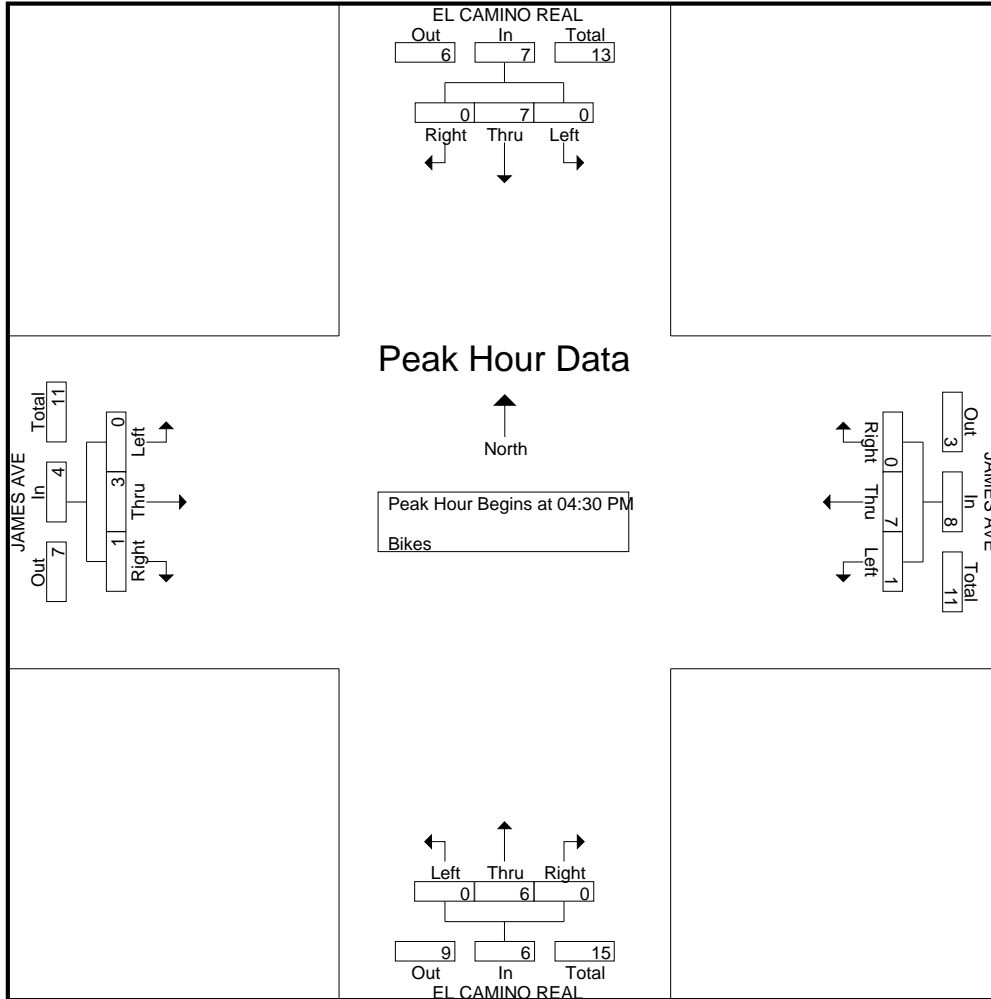 EL CAMINO REAL
Out In Total
6 7 13
0 7 0
Right Thru Left
Peak Hour Data
North
Peak Hour Begins at 04:30 PM
Bikes
JAMES AVE
Out In Total
7 4 11
Left Thru Right
0 3 1
JAMES AVE
Out In Total
3 8 11
Right Thru Left
0 7 1
Left Thru Right
0 6 0
9 6 15
Out In Total
EL CAMINO REAL